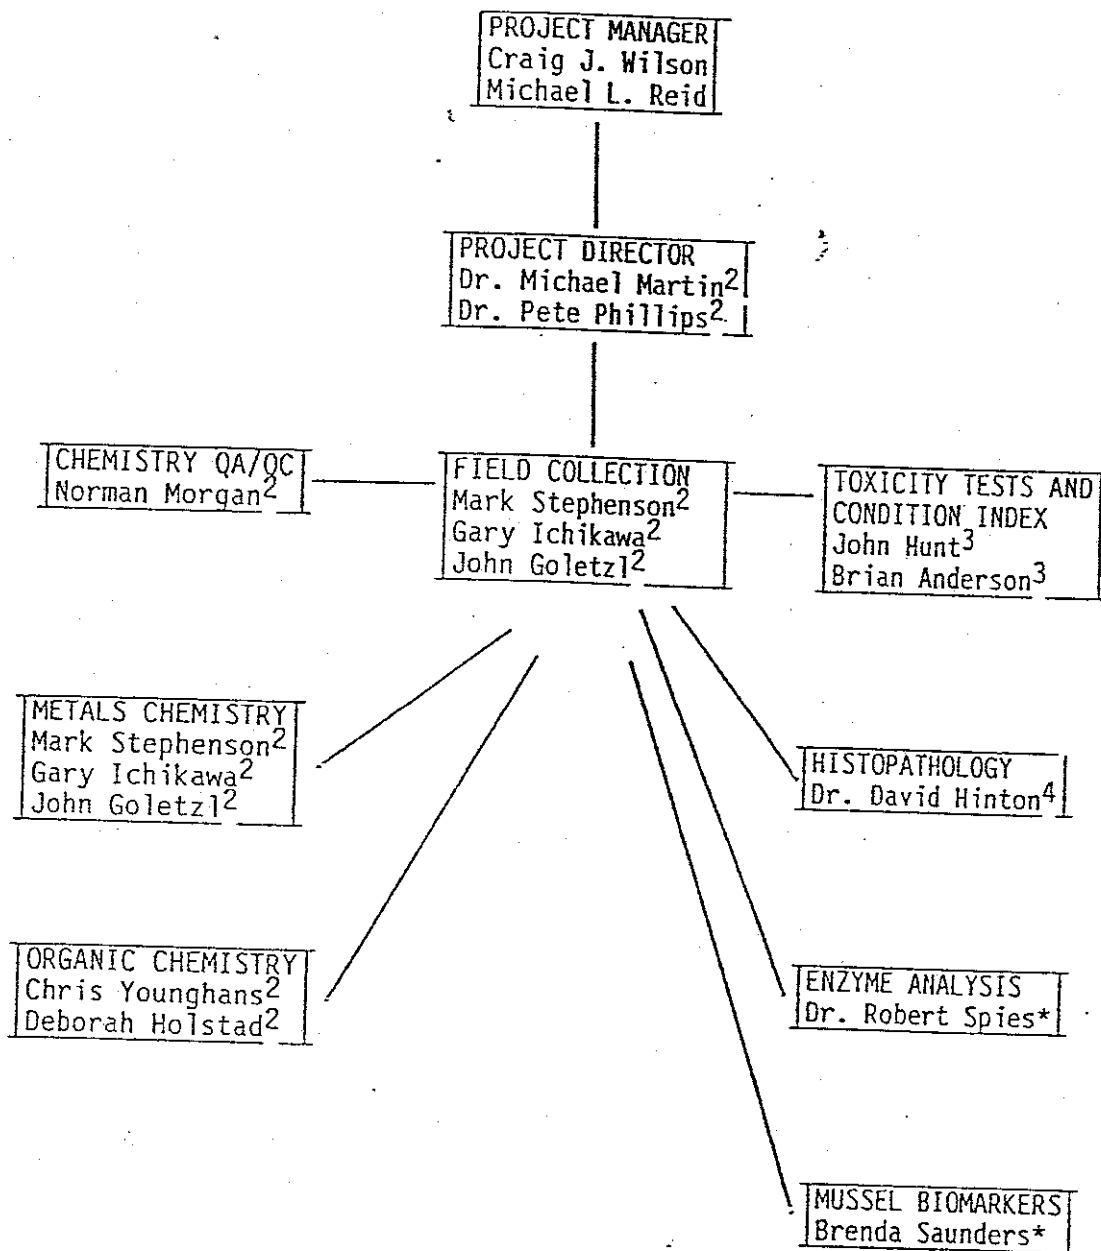 PROJECT MANAGER
Craig J. Wilson
Michael L. Reid
PROJECT DIRECTOR
Dr. Michael Martin2
Dr. Pete Phillips2
CHEMISTRY QA/QC
Norman Morgan2
FIELD COLLECTION
Mark Stephenson2
Gary Ichikawa2
John Goletzl2
TOXICITY TESTS AND
CONDITION INDEX
John Hunt3
Brian Anderson3
METALS CHEMISTRY
Mark Stephenson2
Gary Ichikawa2
John Goletzl2
HISTOPATHOLOGY
Dr. David Hinton4
ORGANIC CHEMISTRY
Chris Younghans2
Deborah Holstad2
ENZYME ANALYSIS
Dr. Robert Spies*
MUSSEL BIOMARKERS
Brenda Saunders*